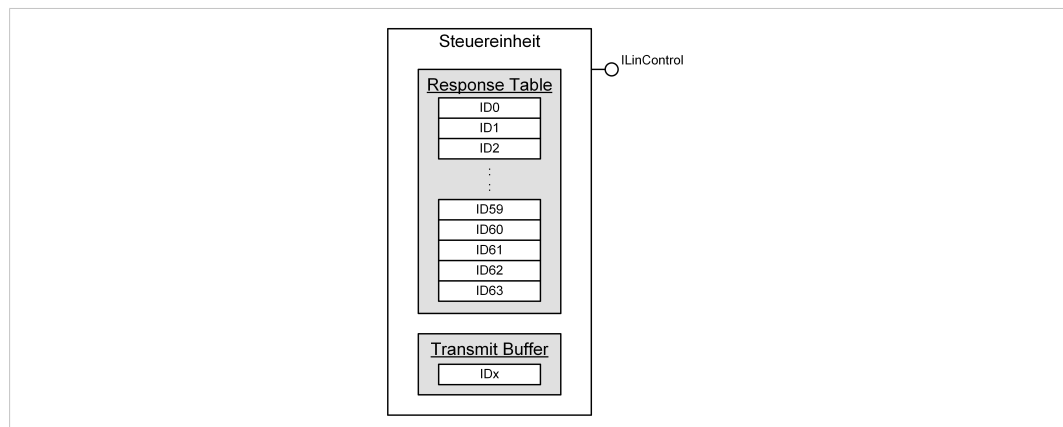 Steuereinheit
ILinControl
Response Table
ID0
ID1
ID2
:
:
ID59
ID60
ID61
ID62
ID63
Transmit Buffer
IDx